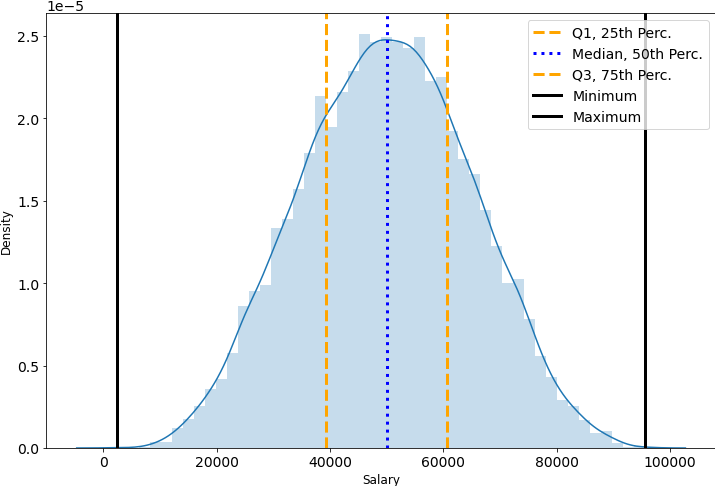 1e−5
2.5
2.0
1.5
1.0
0.5
0.0
Density
0
20000
40000
60000
80000
100000
Salary
Q1, 25th Perc.
Median, 50th Perc.
Q3, 75th Perc.
Minimum
Maximum